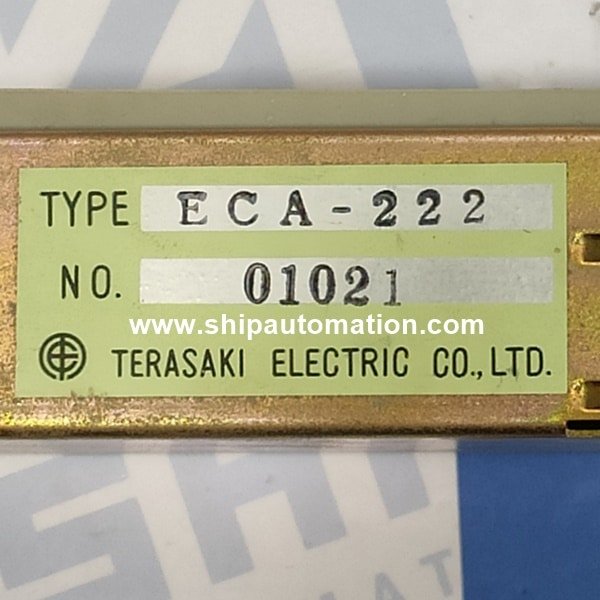 TYPE ECA-222
NO. 01021
www.shipautomation.com
TERASAKI ELECTRIC CO., LTD.